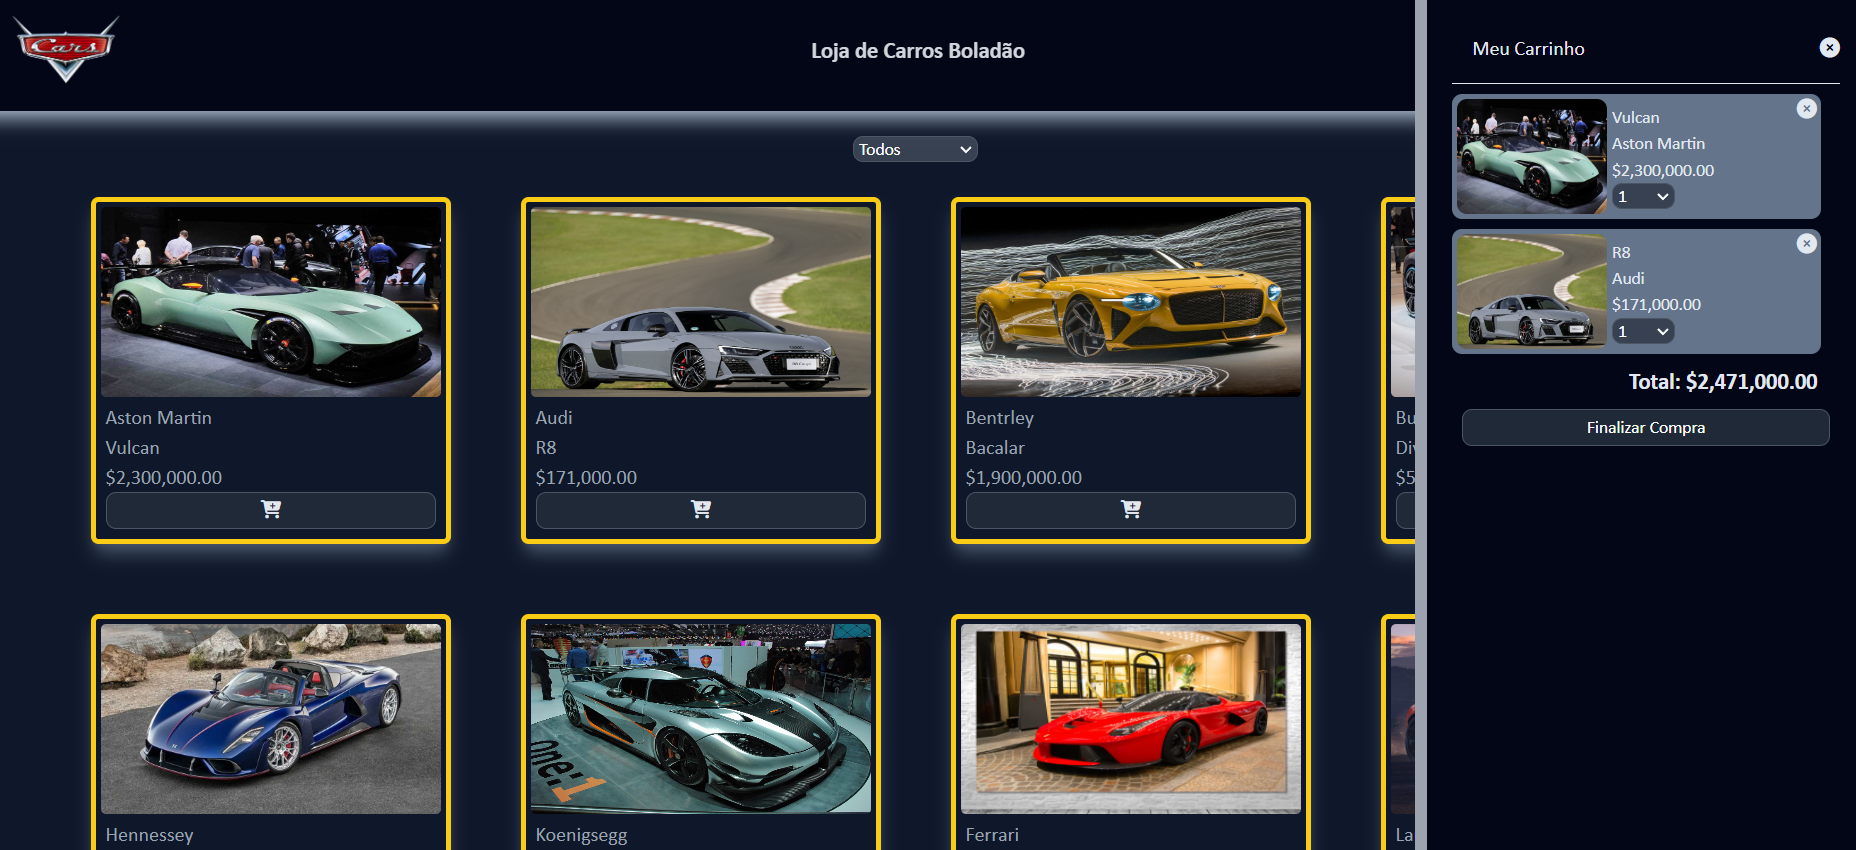 Cars
Loja de Carros Boladão
Todos
Aston Martin
Vulcan
$2,300,000.00
Audi
R8
$171,000.00
Bentrley
Bacalar
$1,900,000.00
Bu
$5
Hennessey
one:1
Koenigsegg
Ferrari
La
Meu Carrinho
Vulcan
Aston Martin
$2,300,000.00
1
R8
Audi
$171,000.00
1
Total: $2,471,000.00
Finalizar Compra